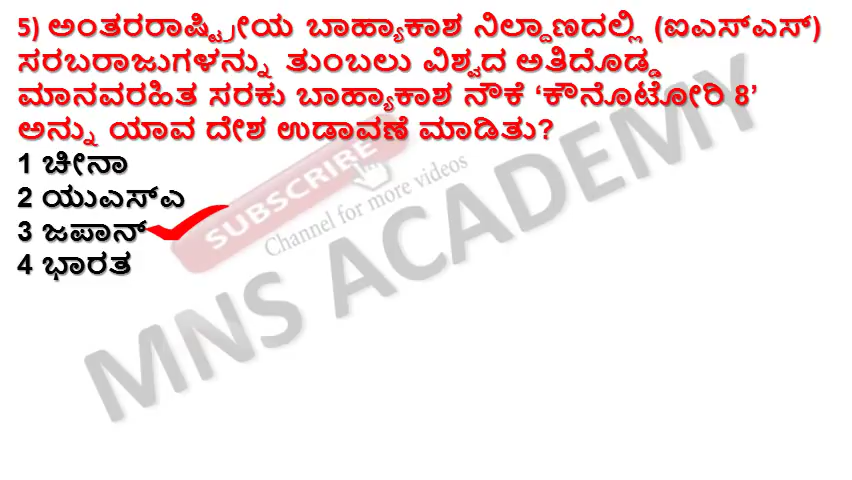 5) ಅಂತರರಾಷ್ಟ್ರೀಯ ಬಾಹ್ಯಾಕಾಶ ನಿಲ್ದಾಣದಲ್ಲಿ (ಐಎಸ್ಎಸ್)
ಸರಬರಾಜುಗಳನ್ನು ತುಂಬಲು ವಿಶ್ವದ ಅತಿದೊಡ್ಡ
ಮಾನವರಹಿತ ಸರಕು ಬಾಹ್ಯಾಕಾಶ ನೌಕೆ ‘ಕೌನೊಟೋರಿ 8’
ಅನ್ನು ಯಾವ ದೇಶ ಉಡಾವಣೆ ಮಾಡಿತು?
1 ಚೀನಾ
2 ಯುಎಸ್ಎ
3 ಜಪಾನ್
4 ಭಾರತ
SUBSCRIBE
Channel for more videos
MNS ACADEMY